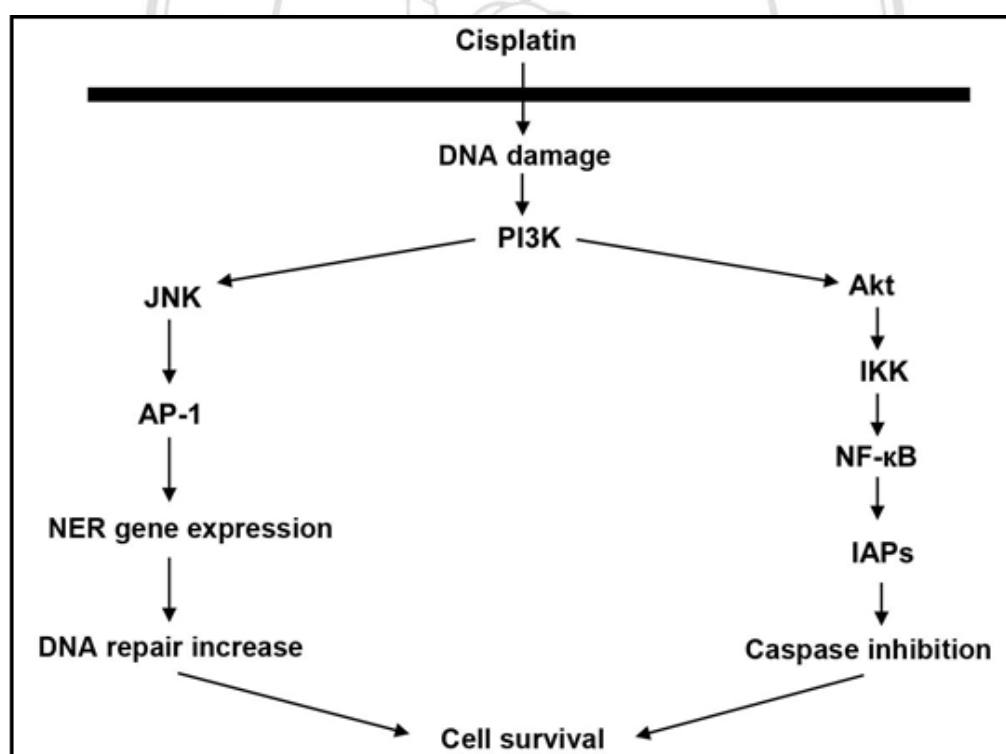 Cisplatin
DNA damage
PI3K
JNK
Akt
AP-1
IKK
NF-κB
NER gene expression
IAPs
DNA repair increase
Caspase inhibition
Cell survival